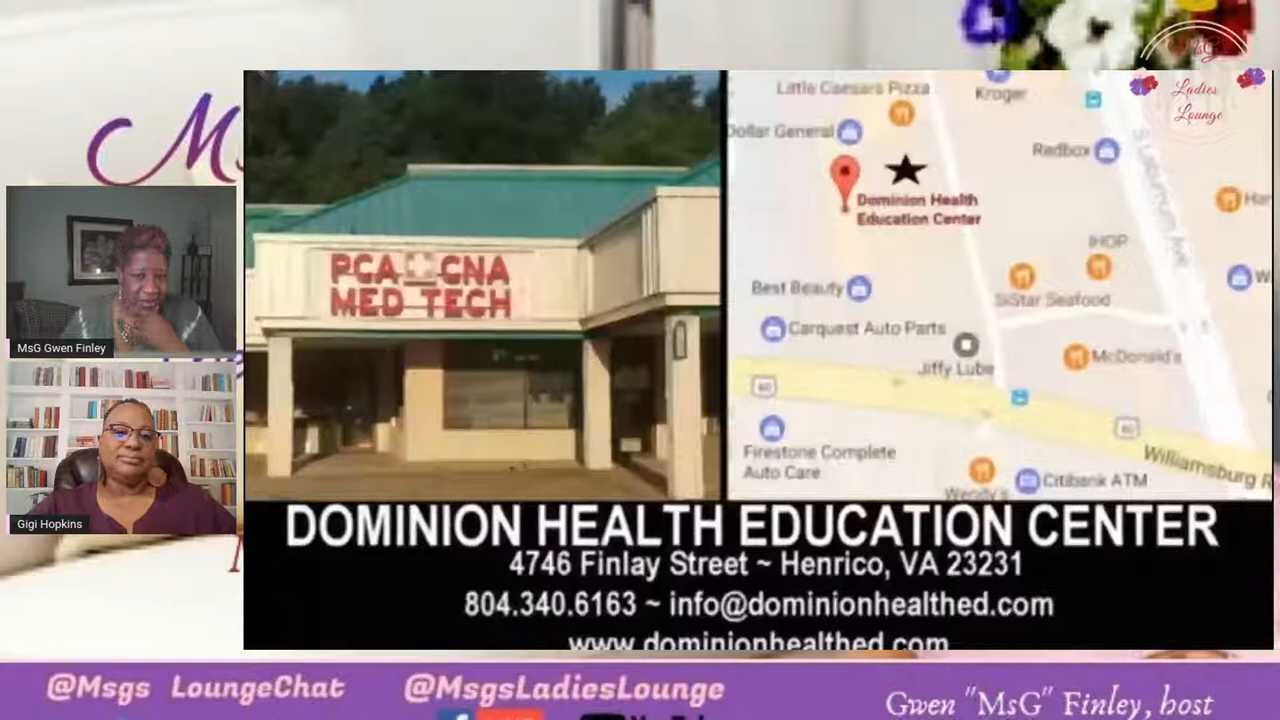 MsG
Ladies
Lounge
MsG Gwen Finley
Gigi Hopkins
PCA CNA
MED TECH
Little Caesars Pizza
Kroger
Dollar General
Redbox
Dominion Health
Education Center
IHOP
Best Beauty
SiStar Seafood
Carquest Auto Parts
McDonald's
Jiffy Lube
60
60
Firestone Complete
Auto Care
Williamsburg R
Citibank ATM
Wendy's
DOMINION HEALTH EDUCATION CENTER
4746 Finlay Street ~ Henrico, VA 23231
804.340.6163 ~ info@dominionhealthed.com
www.dominionhealthed.com
@Msgs LoungeChat
@MsgsLadiesLounge
Gwen "MsG" Finley, host